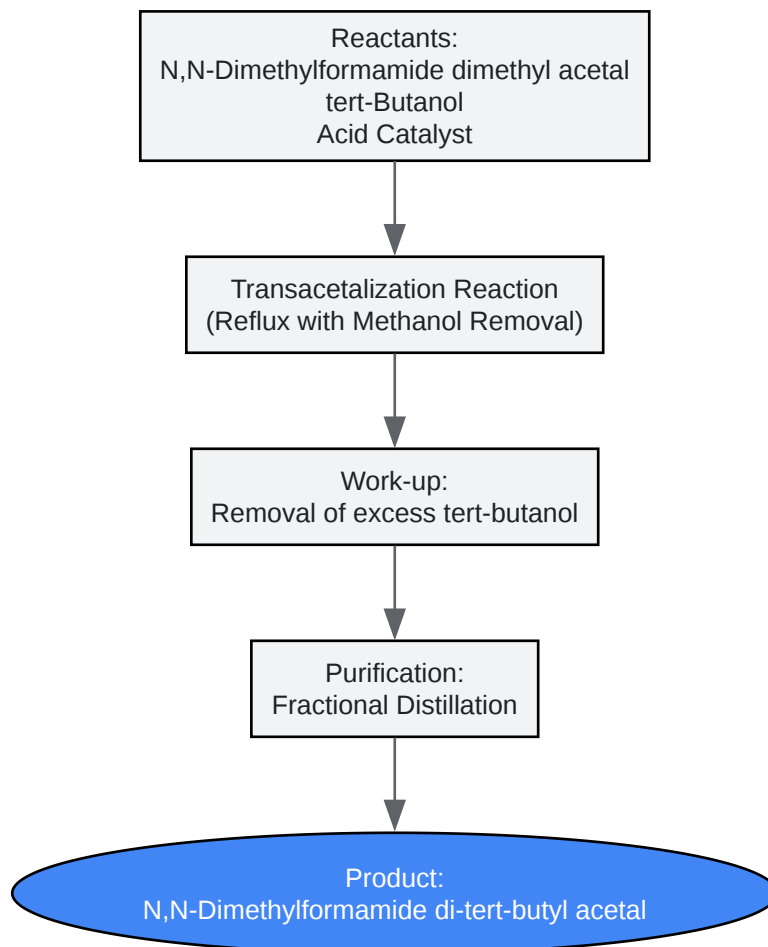 Reactants:
N,N-Dimethylformamide dimethyl acetal
tert-Butanol
Acid Catalyst
Transacetalization Reaction
(Reflux with Methanol Removal)
Work-up:
Removal of excess tert-butanol
Purification:
Fractional Distillation
Product:
N,N-Dimethylformamide di-tert-butyl acetal